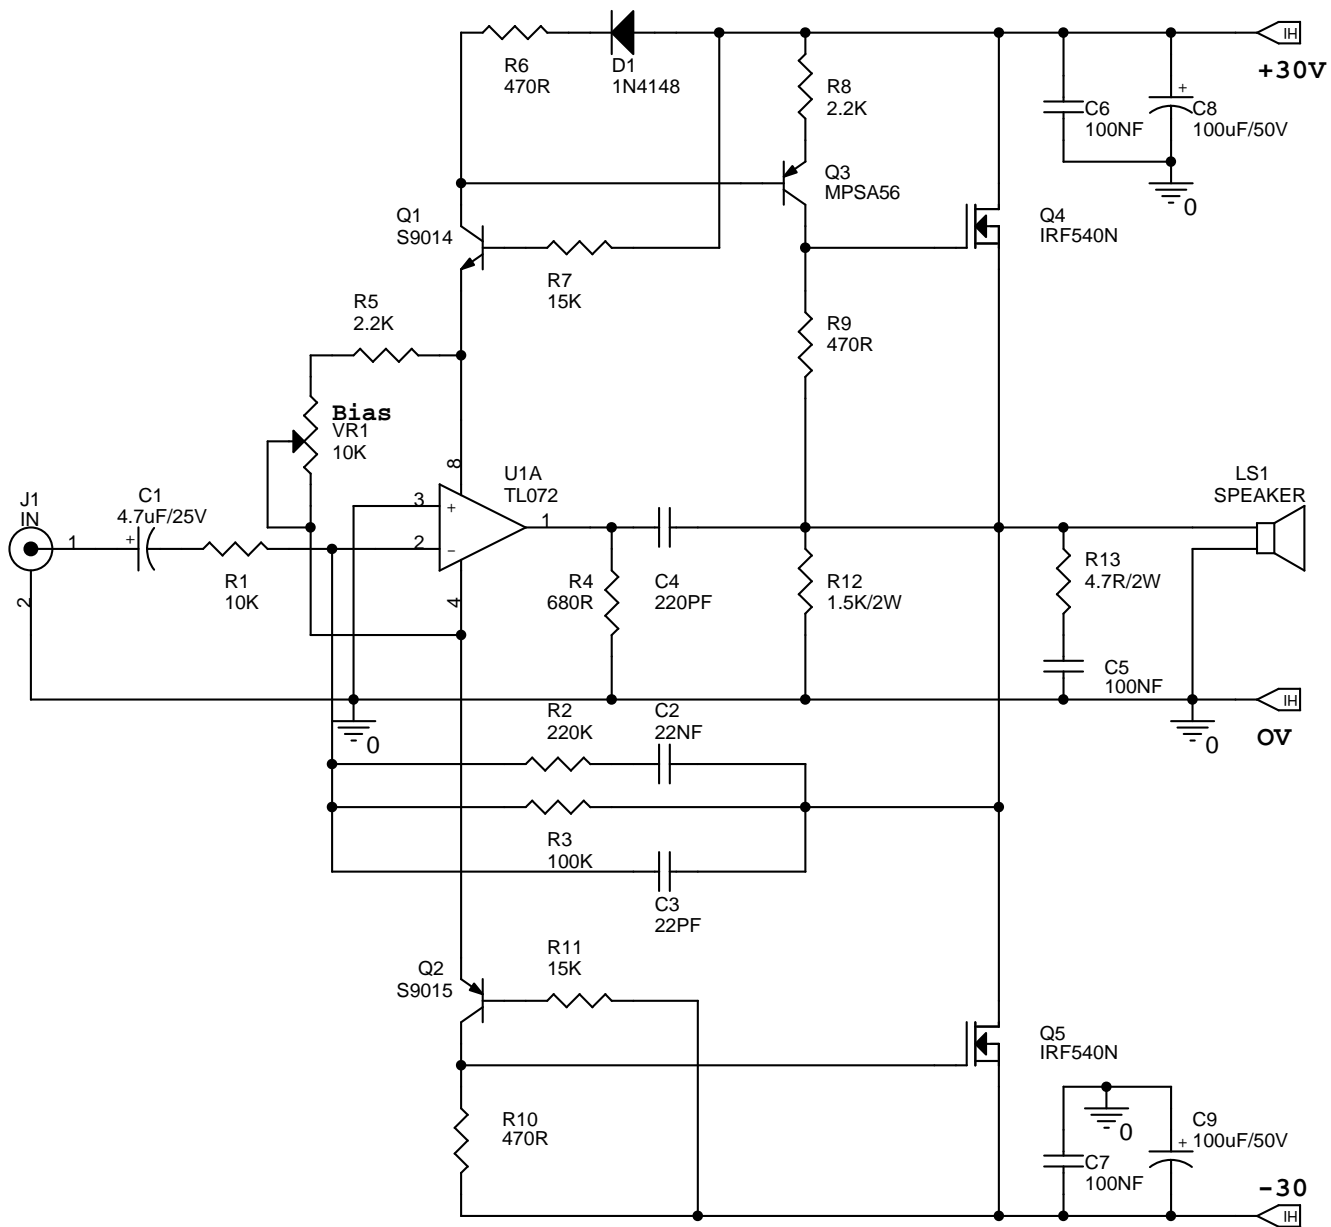 R6
470R
D1
1N4148
IH
+30V
R8
2.2K
C6
100NF
+
C8
100uF/50V
0
Q3
MPSA56
Q1
S9014
Q4
IRF540N
R7
15K
R5
2.2K
R9
470R
Bias
VR1
10K
8
U1A
TL072
LS1
SPEAKER
J1
IN
C1
4.7uF/25V
3
+
1
1
+
2
-
R1
10K
2
4
R4
680R
C4
220PF
R12
1.5K/2W
R13
4.7R/2W
C5
100NF
IH
0V
0
0
R2
220K
C2
22NF
R3
100K
C3
22PF
R11
15K
Q2
S9015
Q5
IRF540N
R10
470R
0
C7
100NF
+
C9
100uF/50V
-30
IH